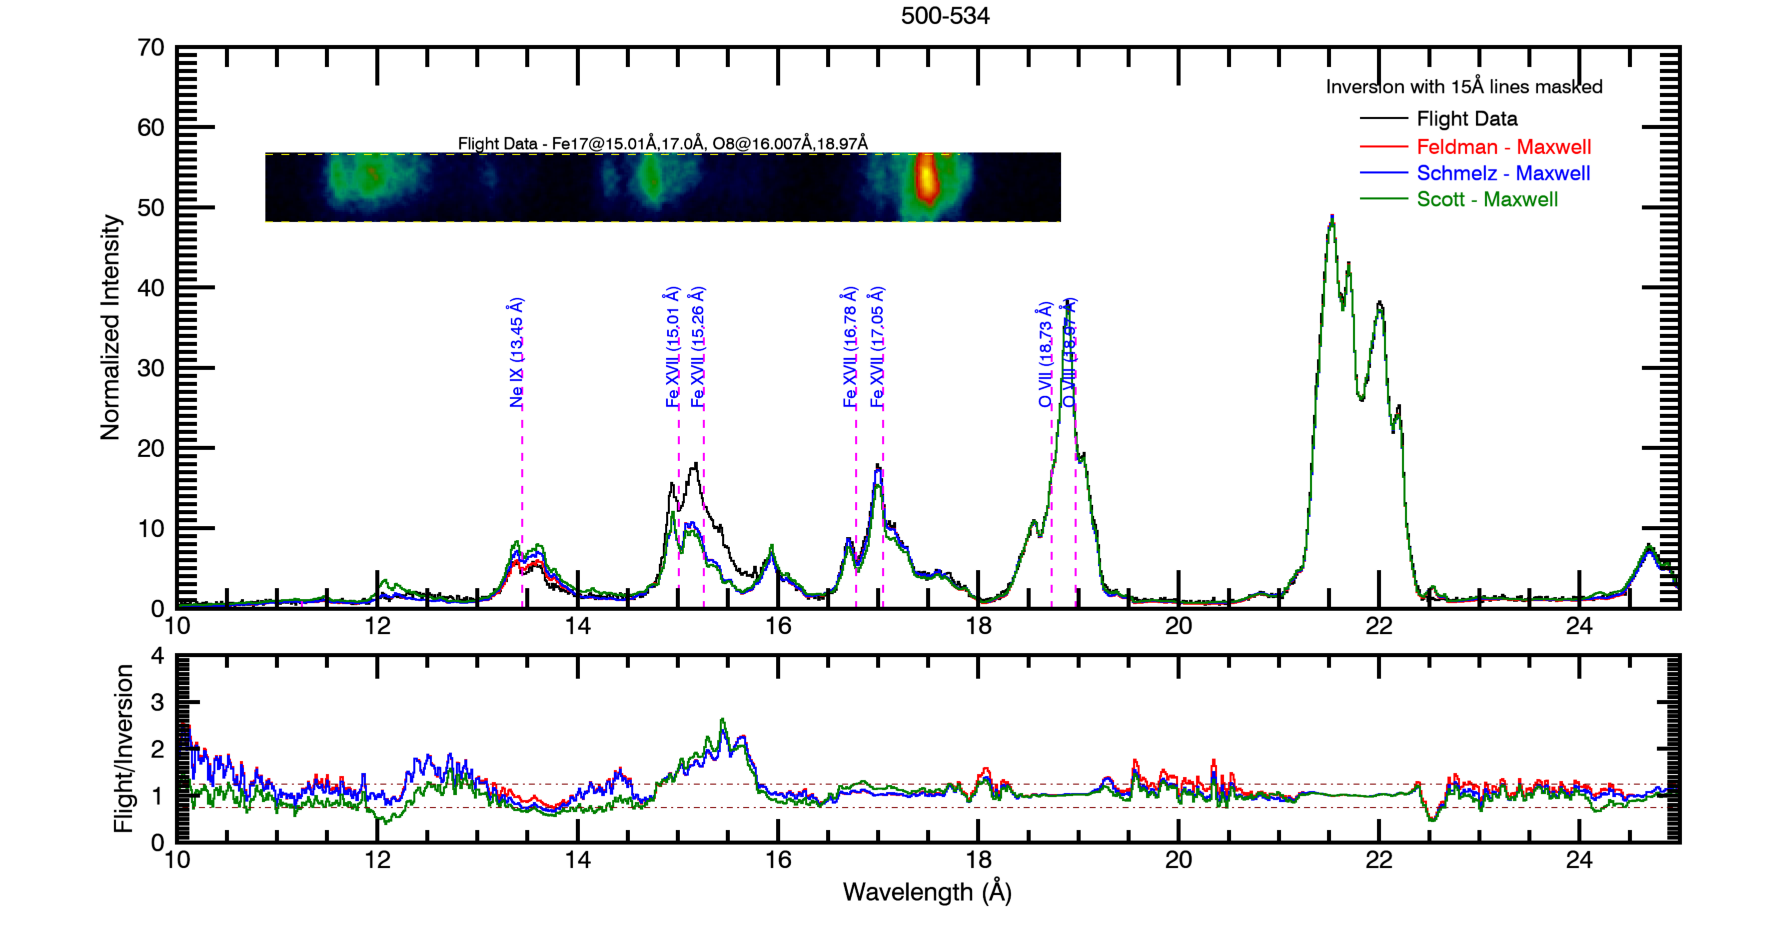 500-534
70
60
50
40
30
20
10
0
Normalized Intensity
Inversion with 15Å lines masked
Flight Data
Feldman - Maxwell
Schmelz - Maxwell
Scott - Maxwell
Flight Data - Fe17@15.01Å,17.0Å, O8@16.007Å,18.97Å
Ne IX (13.45 Å)
Fe XVII (15.01 Å)
Fe XVII (15.26 Å)
Fe XVII (16.78 Å)
Fe XVII (17.05 Å)
O VII (18.73 Å)
O VIII (18.97 Å)
10 12 14 16 18 20 22 24
4
3
2
1
0
Flight/Inversion
10 12 14 16 18 20 22 24
Wavelength (Å)